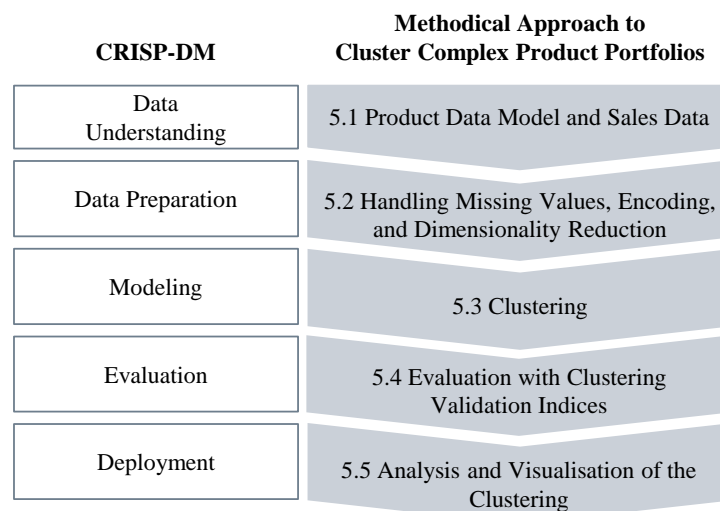 CRISP-DM
Methodical Approach to
Cluster Complex Product Portfolios
Data
Understanding
5.1 Product Data Model and Sales Data
Data Preparation
5.2 Handling Missing Values, Encoding,
and Dimensionality Reduction
Modeling
5.3 Clustering
Evaluation
5.4 Evaluation with Clustering
Validation Indices
Deployment
5.5 Analysis and Visualisation of the
Clustering